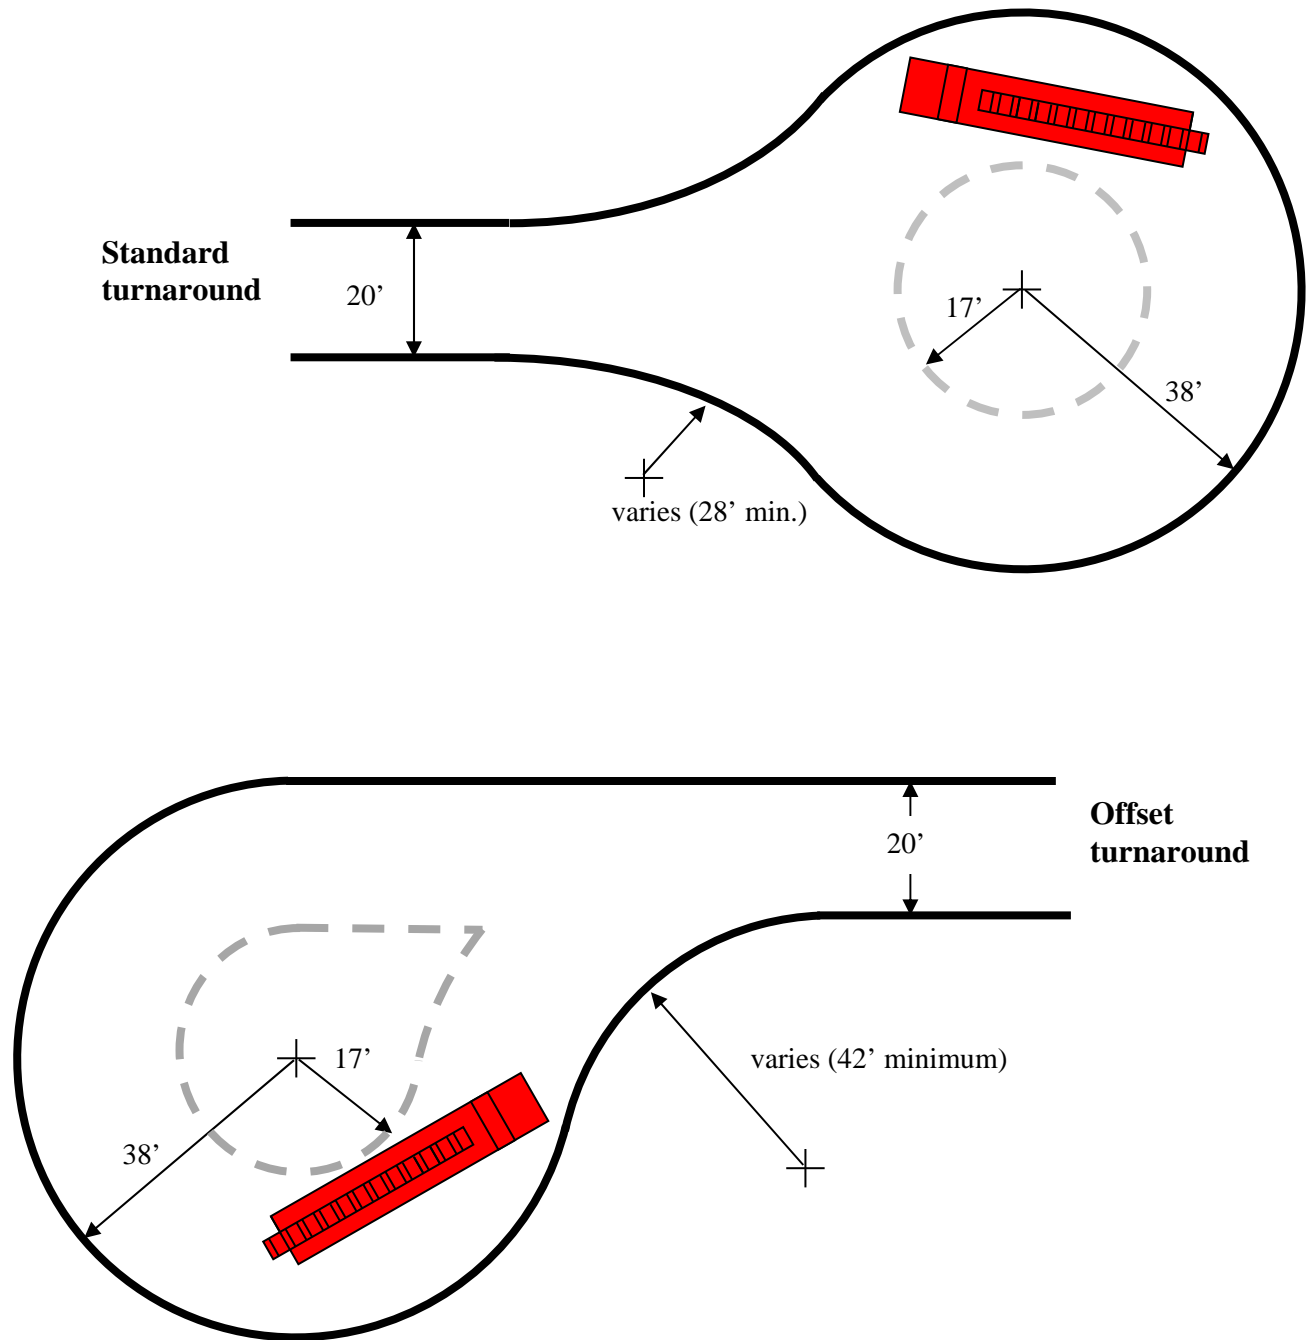 Standard
turnaround
20’
17’
38’
varies (28’ min.)
Offset
turnaround
20’
17’
varies (42’ minimum)
38’